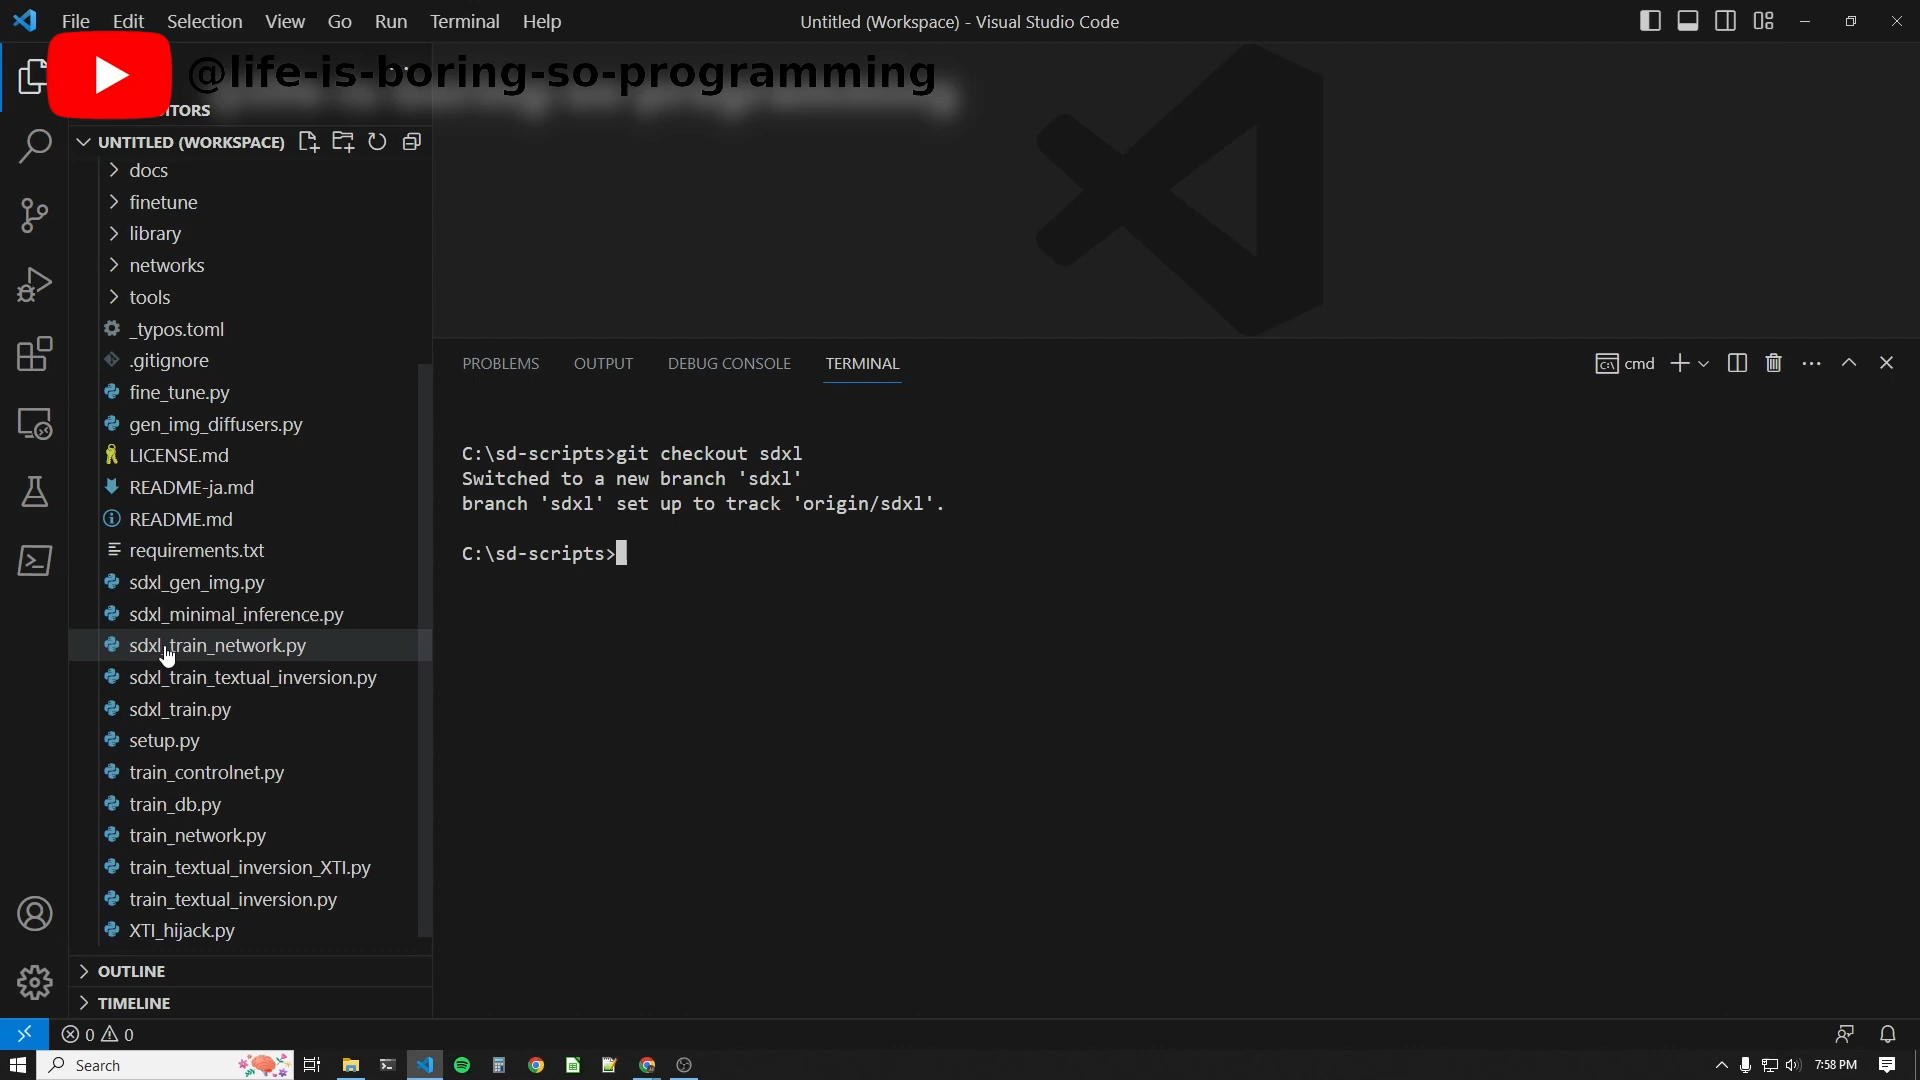 File Edit Selection View Go Run Terminal Help
Untitled (Workspace) - Visual Studio Code
@life-is-boring-so-programming
UNTITLED (WORKSPACE)
docs
finetune
library
networks
tools
_typos.toml
.gitignore
fine_tune.py
gen_img_diffusers.py
LICENSE.md
README-ja.md
README.md
requirements.txt
sdxl_gen_img.py
sdxl_minimal_inference.py
sdxl_train_network.py
sdxl_train_textual_inversion.py
sdxl_train.py
setup.py
train_controlnet.py
train_db.py
train_network.py
train_textual_inversion_XTI.py
train_textual_inversion.py
XTI_hijack.py
OUTLINE
TIMELINE
PROBLEMS OUTPUT DEBUG CONSOLE TERMINAL
cmd
C:\sd-scripts>git checkout sdxl
Switched to a new branch 'sdxl'
branch 'sdxl' set up to track 'origin/sdxl'.
C:\sd-scripts>
0 0
Search
7:58 PM